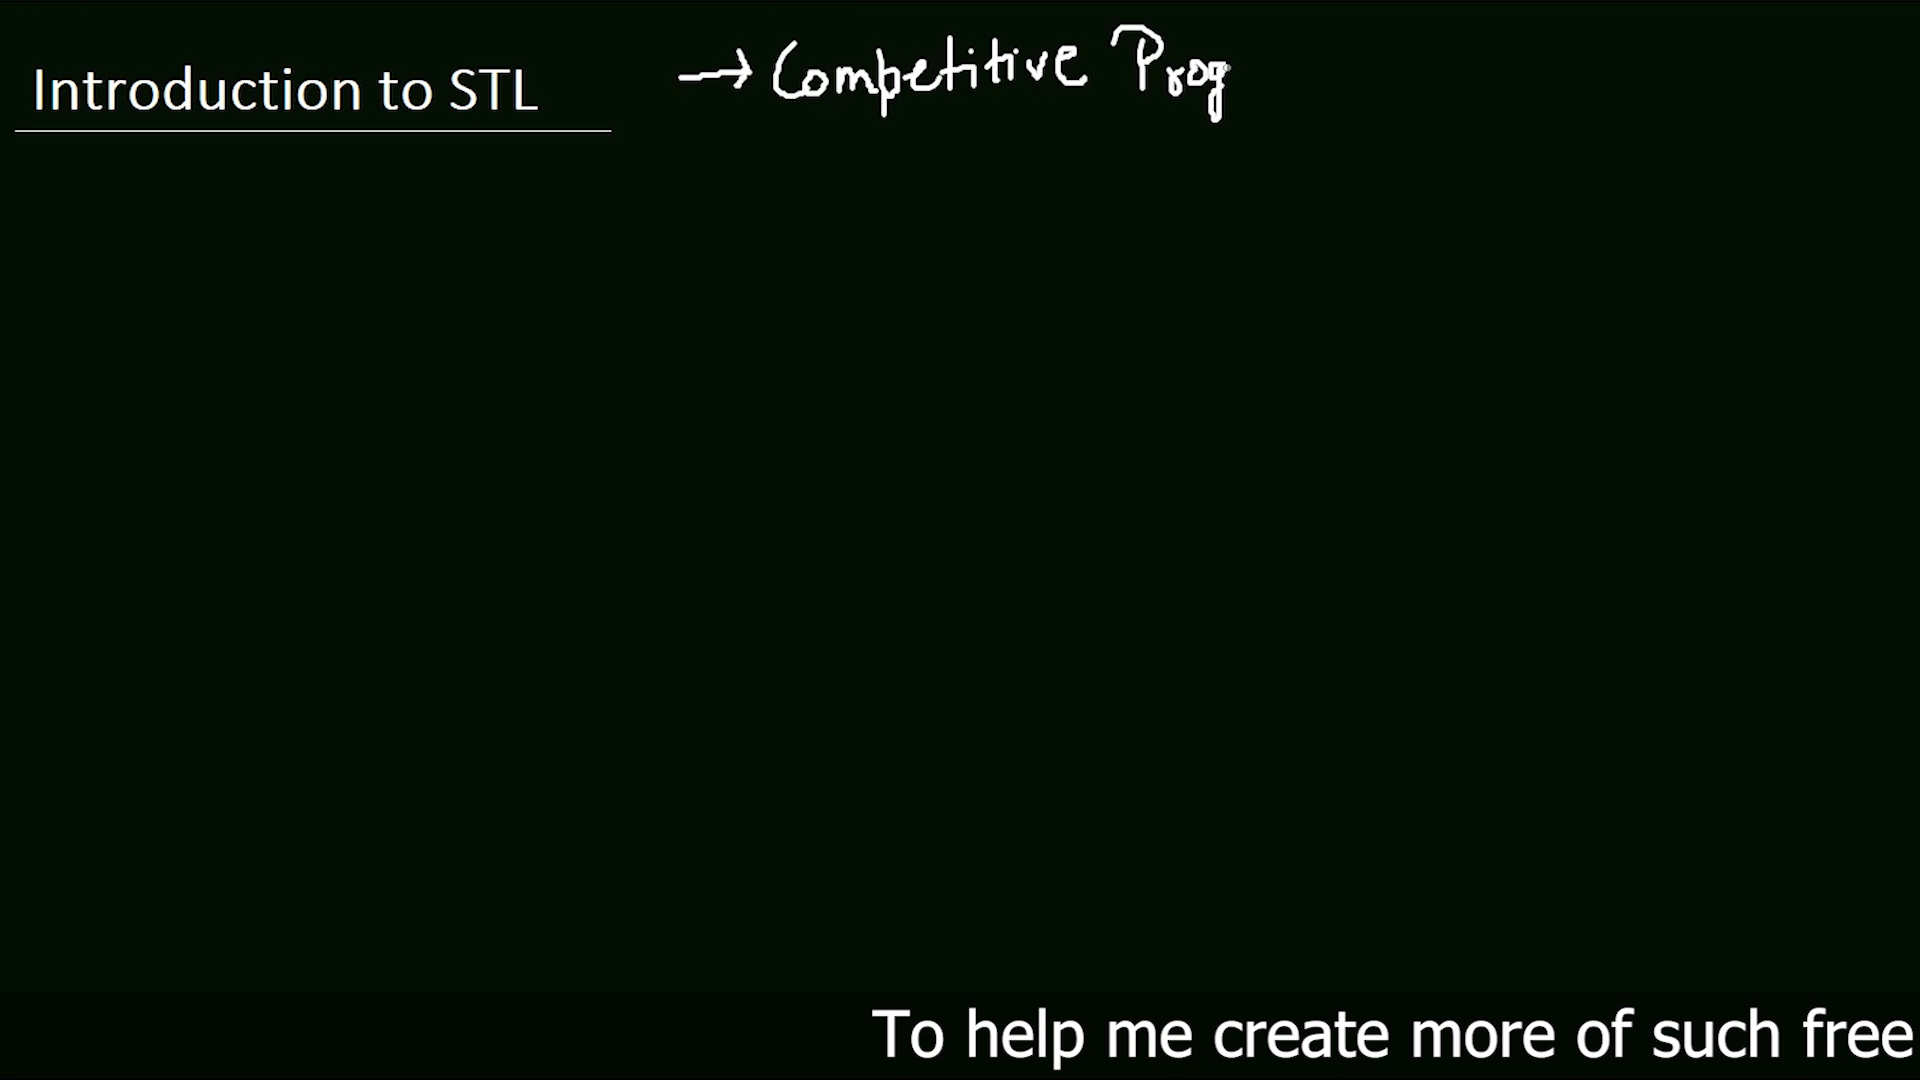 Introduction to STL
→ Competitive Prog
To help me create more of such free